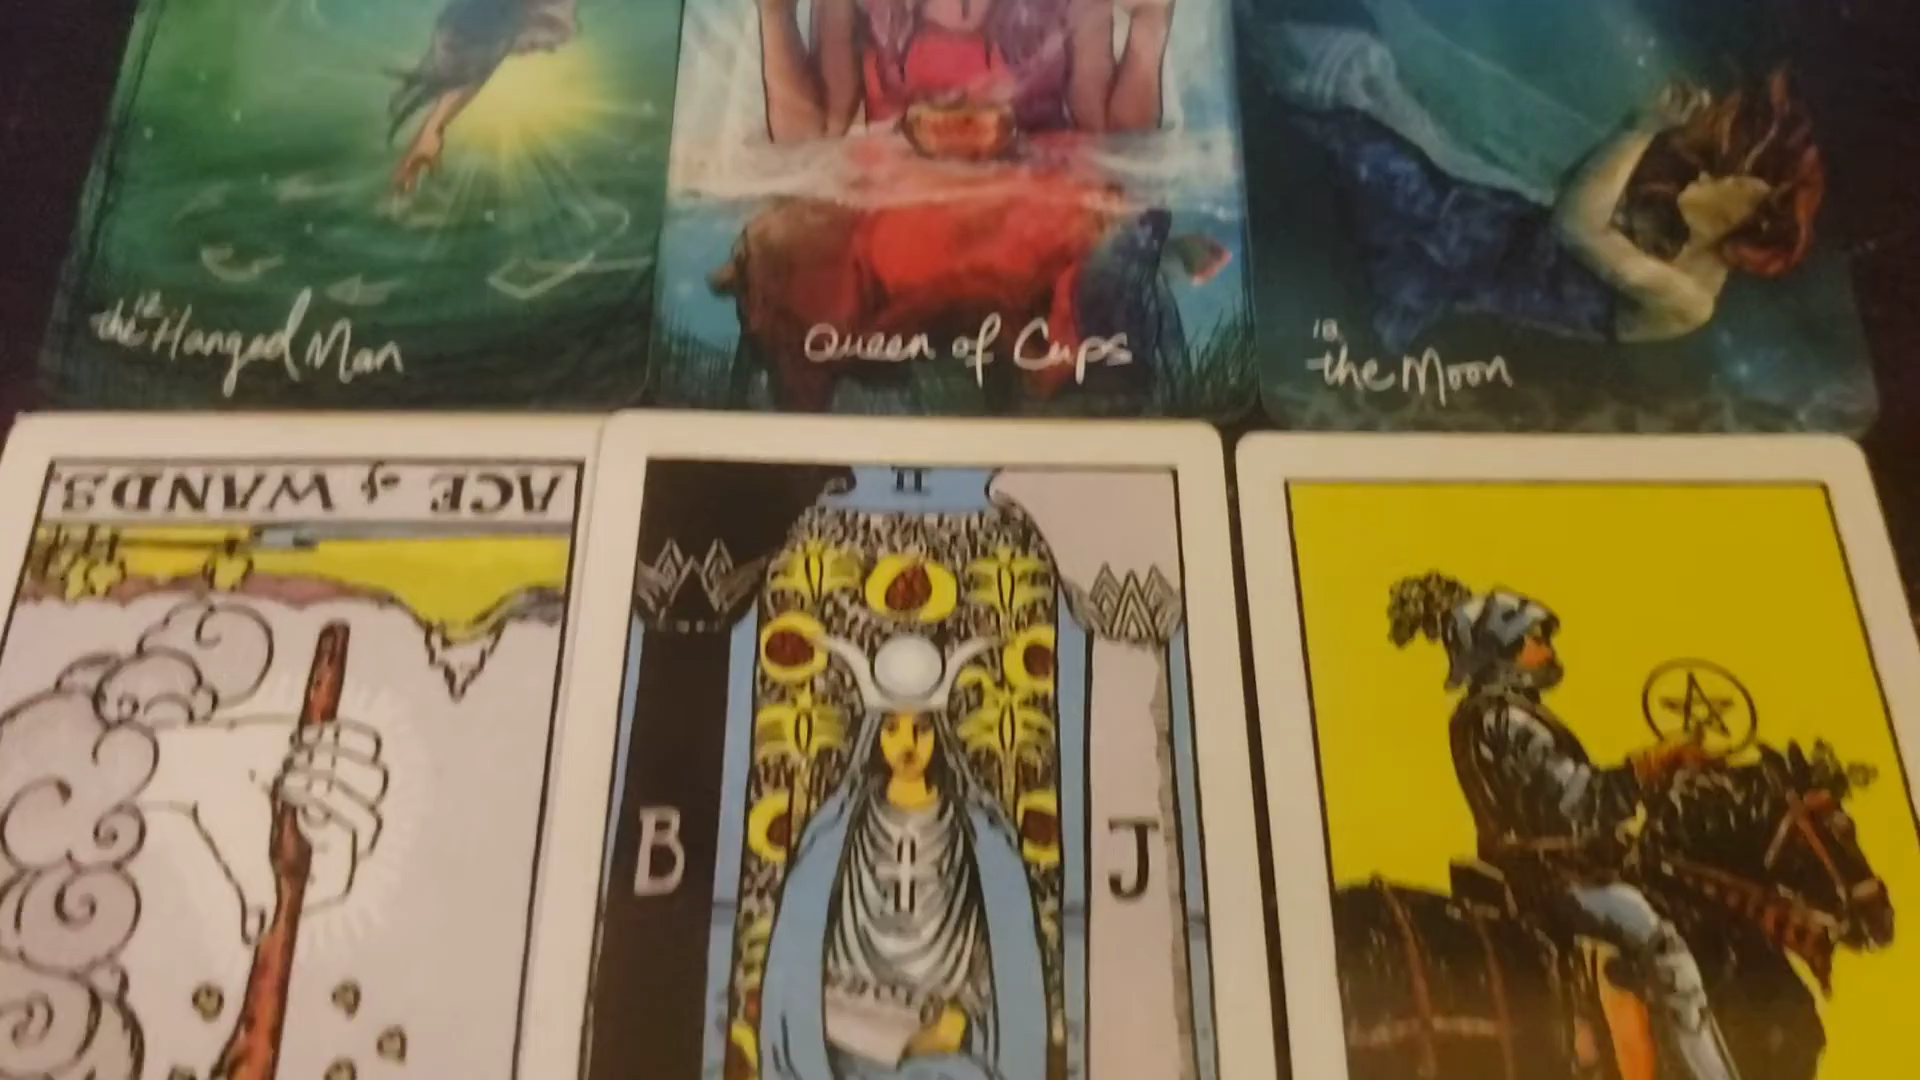 12
the Hanged Man
Queen of Cups
18.
the Moon
ACE of WANDS.
II
B
J